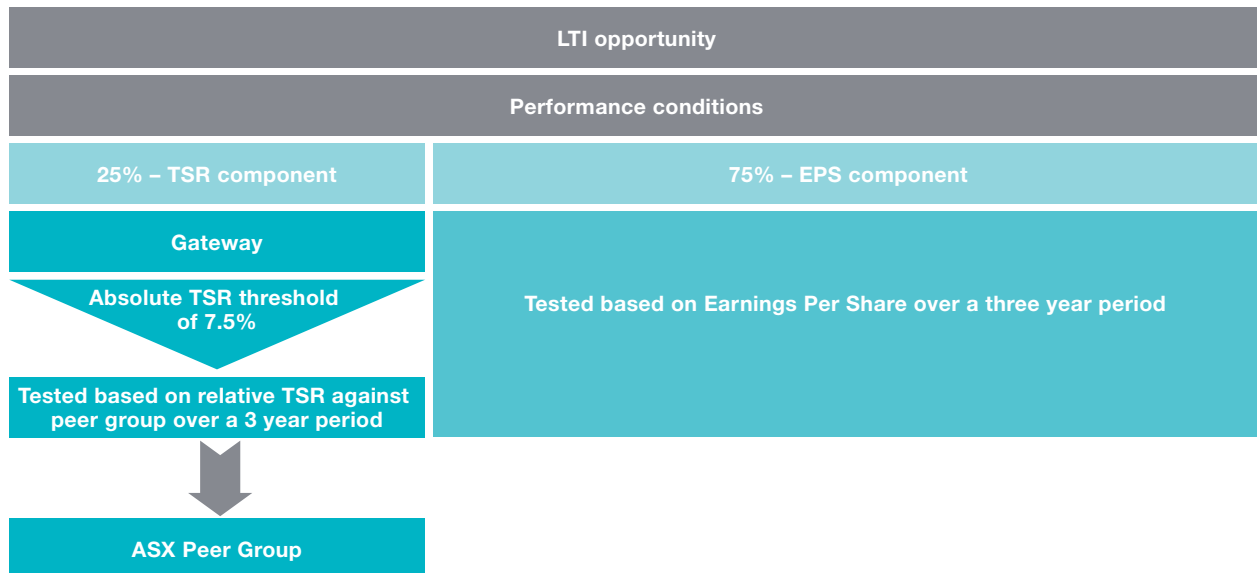 LTI opportunity
Performance conditions
25% – TSR component
75% – EPS component
Gateway
Absolute TSR threshold
of 7.5%
Tested based on Earnings Per Share over a three year period
Tested based on relative TSR against
peer group over a 3 year period
ASX Peer Group